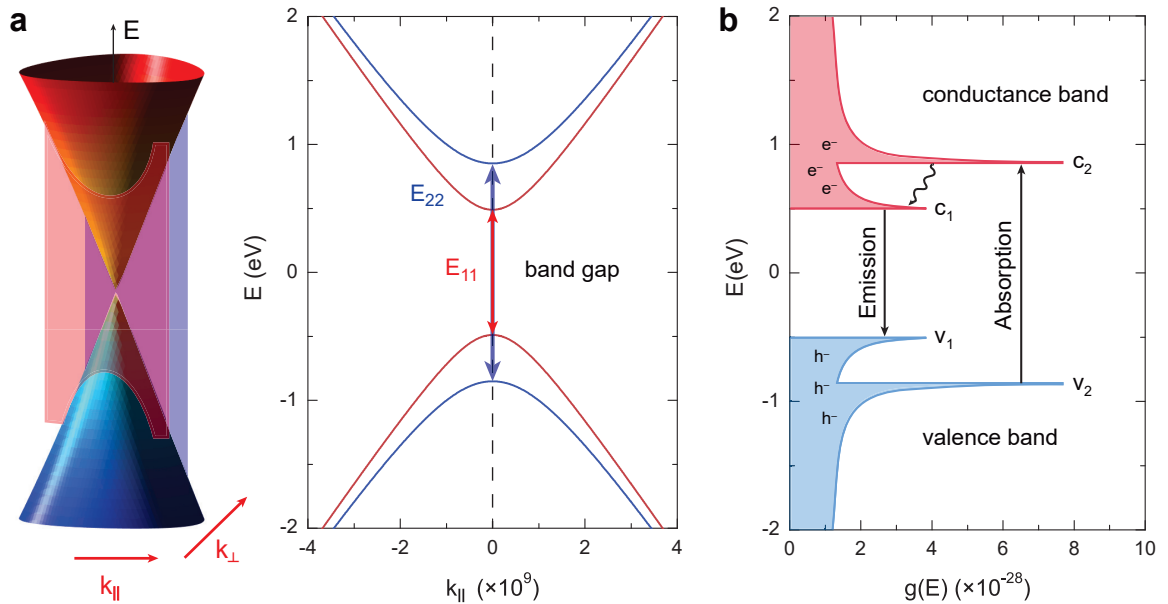 a
E
k∥
k⊥
E (eV)
2
1
0
-1
-2
E22
E11
band gap
-4
-2
0
2
4
k|| (×10⁹)
b
E(eV)
2
1
0
-1
-2
conductance band
e⁻
e⁻
e⁻
c₂
c₁
Emission
Absorption
v₁
h⁻
h⁻
v₂
h⁻
valence band
0
2
4
6
8
10
g(E) (×10⁻²⁸)